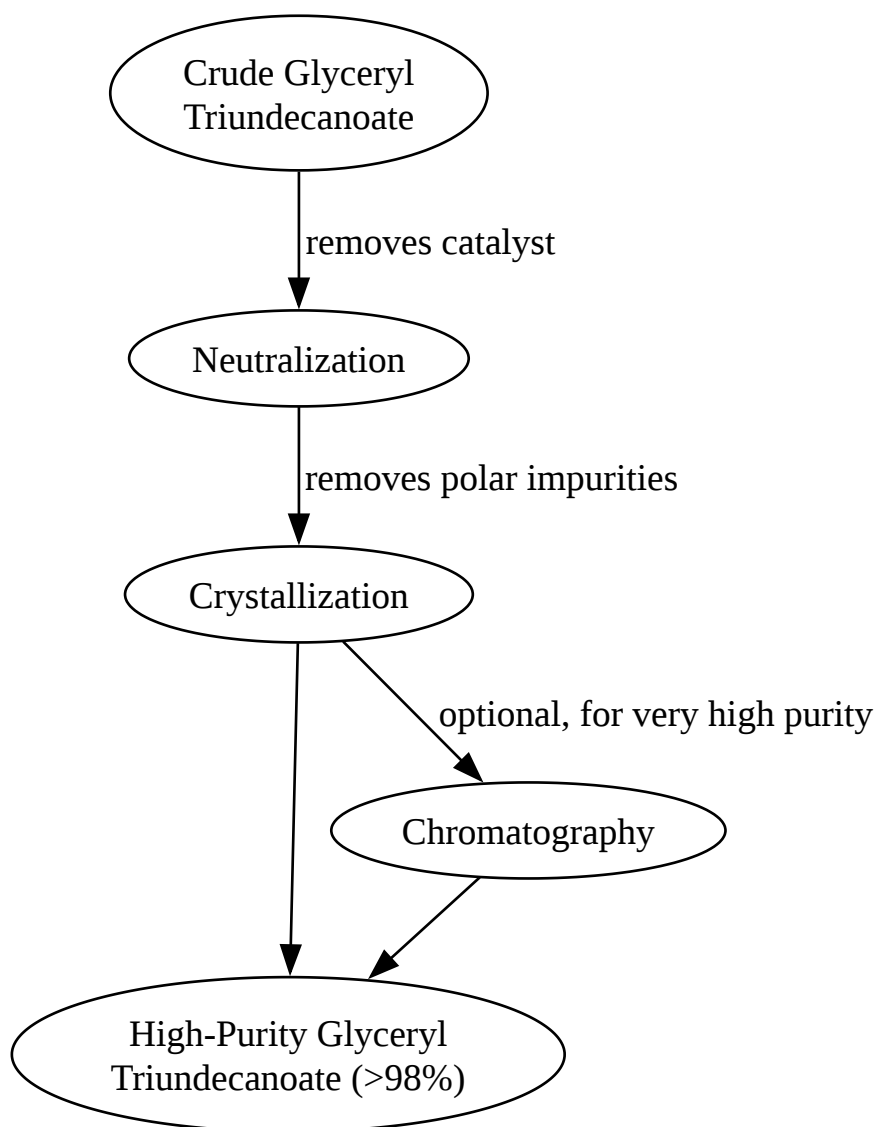 Crude Glyceryl
Triundecanoate
removes catalyst
Neutralization
removes polar impurities
Crystallization
optional, for very high purity
Chromatography
High-Purity Glyceryl
Triundecanoate (>98%)